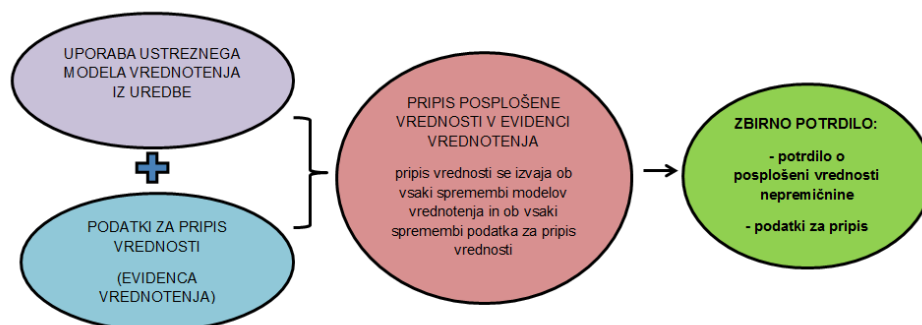 UPORABA USTREZNEGA
MODELA VREDNOTENJA
IZ UREDBE
PODATKI ZA PRIPIS
VREDNOSTI
(EVIDENCA
VREDNOTENJA)
PRIPIS POSPLOŠENE
VREDNOSTI V EVIDENCI
VREDNOTENJA
pripis vrednosti se izvaja ob
vsaki spremembi modelov
vrednotenja in ob vsaki
spremembi podatka za pripis
vrednosti
ZBIRNO POTRDILO:
- potrdilo o
posplošeni vrednosti
nepremičnine
- podatki za pripis